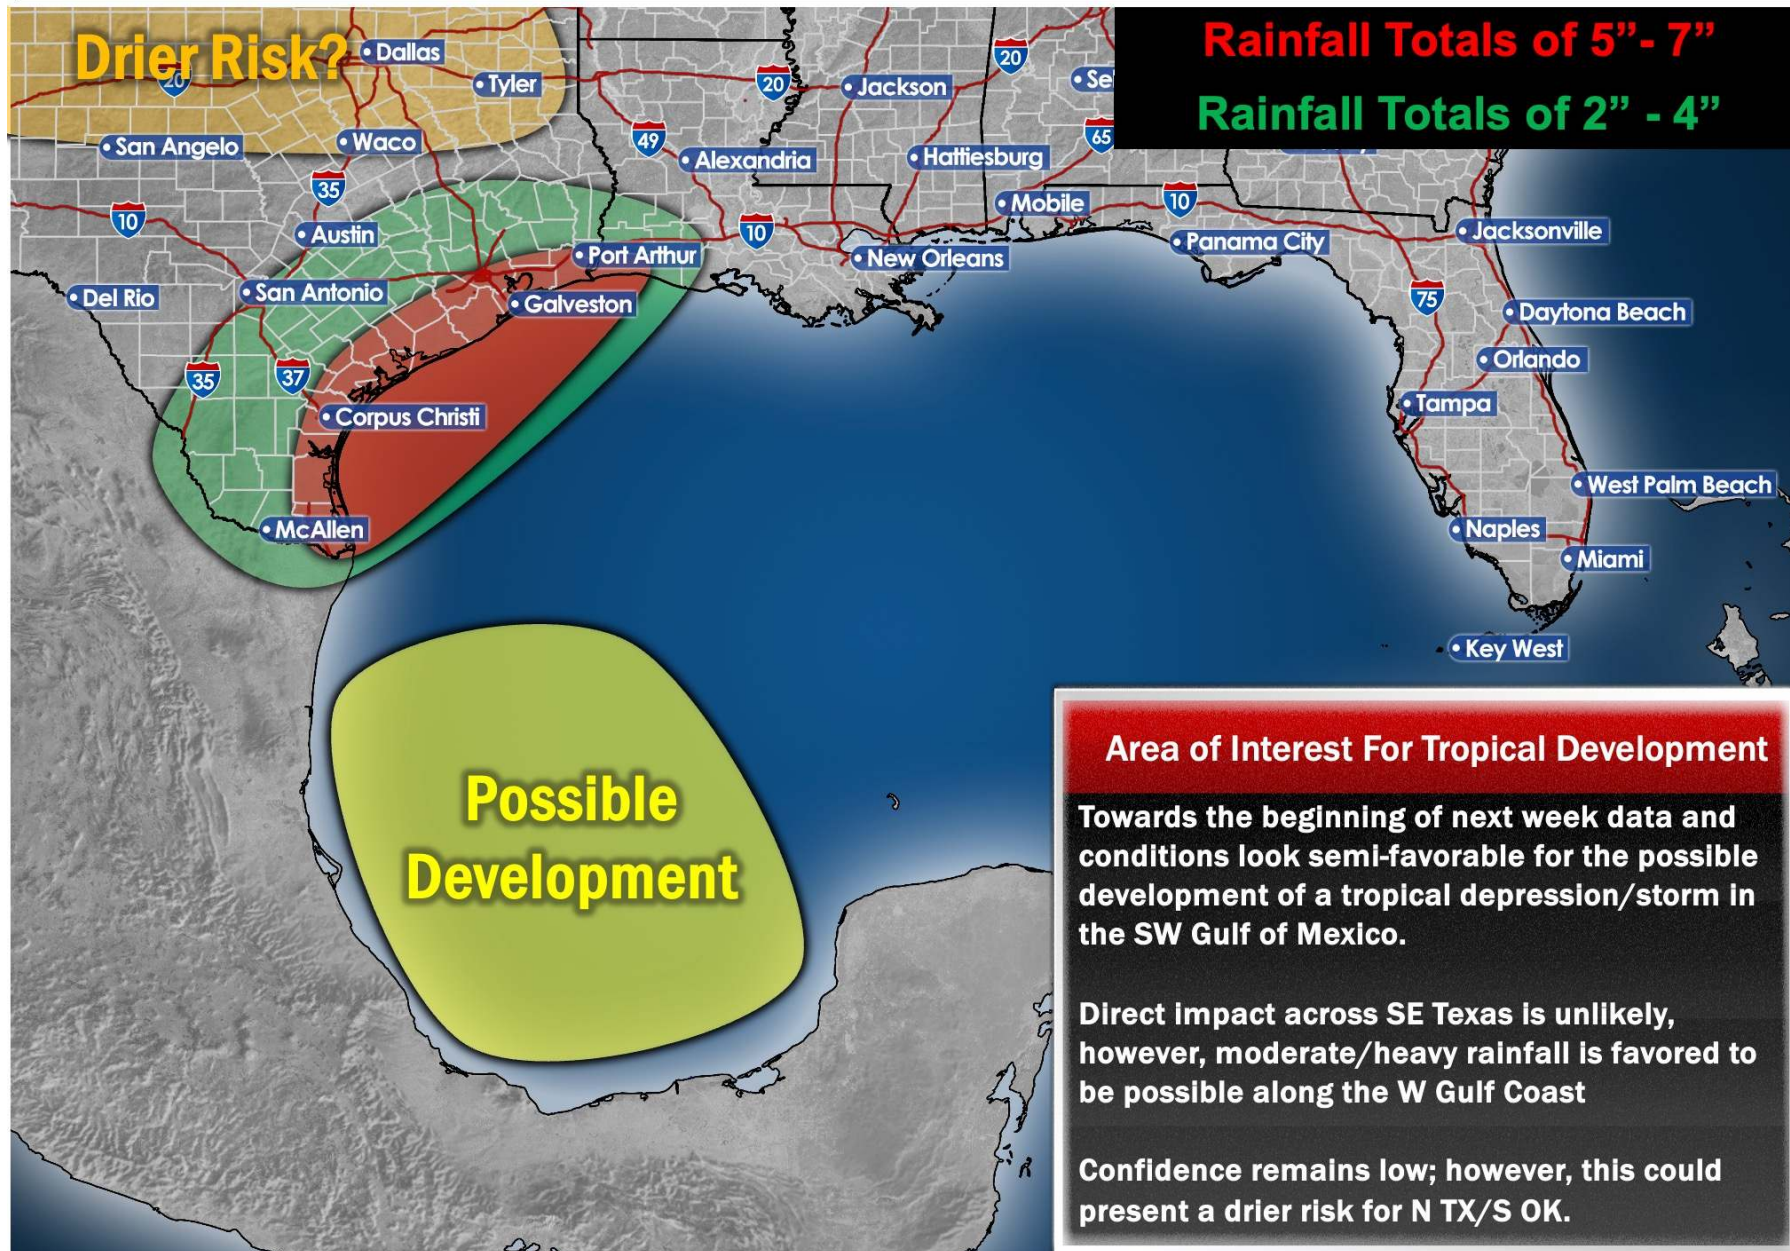 Rainfall Totals of 5”- 7”
Rainfall Totals of 2” - 4”
Drier Risk?
Dallas
20
Tyler
20
Jackson
20
San Angelo
Waco
49
Alexandria
Hattiesburg
65
35
10
Austin
Port Arthur
10
New Orleans
Mobile
10
Panama City
Jacksonville
Del Rio
San Antonio
Galveston
75
Daytona Beach
35
37
Corpus Christi
Orlando
Tampa
West Palm Beach
McAllen
Naples
Miami
Key West
Possible
Development
Area of Interest For Tropical Development
Towards the beginning of next week data and
conditions look semi-favorable for the possible
development of a tropical depression/storm in
the SW Gulf of Mexico.
Direct impact across SE Texas is unlikely,
however, moderate/heavy rainfall is favored to
be possible along the W Gulf Coast
Confidence remains low; however, this could
present a drier risk for N TX/S OK.